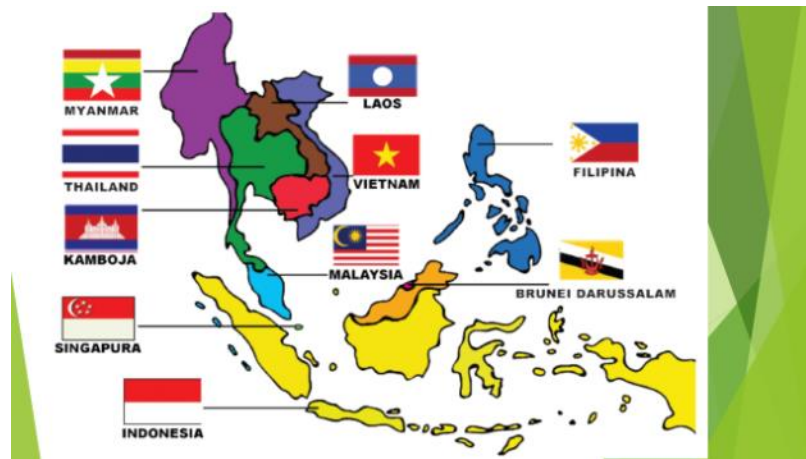 MYANMAR
LAOS
THAILAND
VIETNAM
FILIPINA
KAMBOJA
MALAYSIA
BRUNEI DARUSSALAM
SINGAPURA
INDONESIA